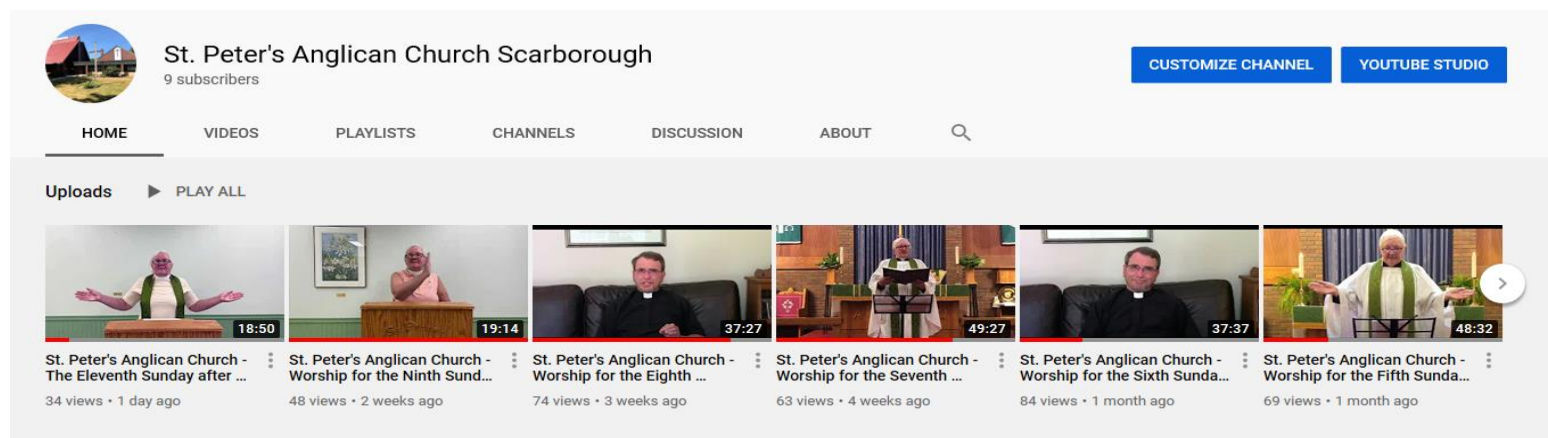 St. Peter's Anglican Church Scarborough
9 subscribers
CUSTOMIZE CHANNEL
YOUTUBE STUDIO
HOME VIDEOS PLAYLISTS CHANNELS DISCUSSION ABOUT
Uploads PLAY ALL
18:50
19:14
37:27
49:27
37:37
48:32
St. Peter's Anglican Church -
The Eleventh Sunday after ...
34 views • 1 day ago
St. Peter's Anglican Church -
Worship for the Ninth Sund...
48 views • 2 weeks ago
St. Peter's Anglican Church -
Worship for the Eighth ...
74 views • 3 weeks ago
St. Peter's Anglican Church -
Worship for the Seventh ...
63 views • 4 weeks ago
St. Peter's Anglican Church -
Worship for the Sixth Sunda...
84 views • 1 month ago
St. Peter's Anglican Church -
Worship for the Fifth Sunda...
69 views • 1 month ago